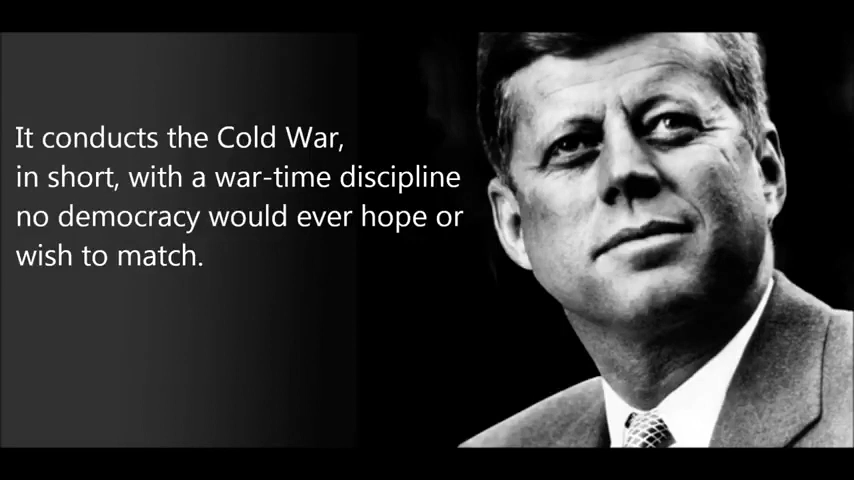 It conducts the Cold War,
in short, with a war-time discipline
no democracy would ever hope or
wish to match.